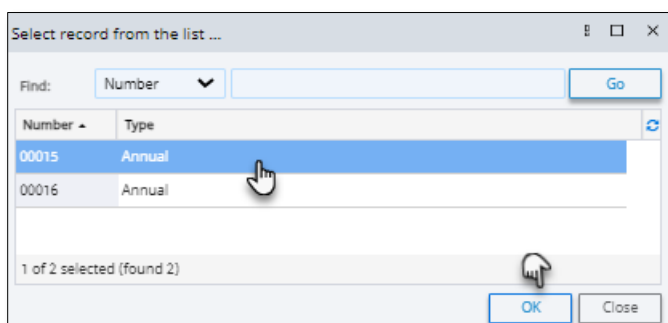 Select record from the list ...
Find: Number Go
Number Type
00015 Annual
00016 Annual
1 of 2 selected (found 2)
OK Close